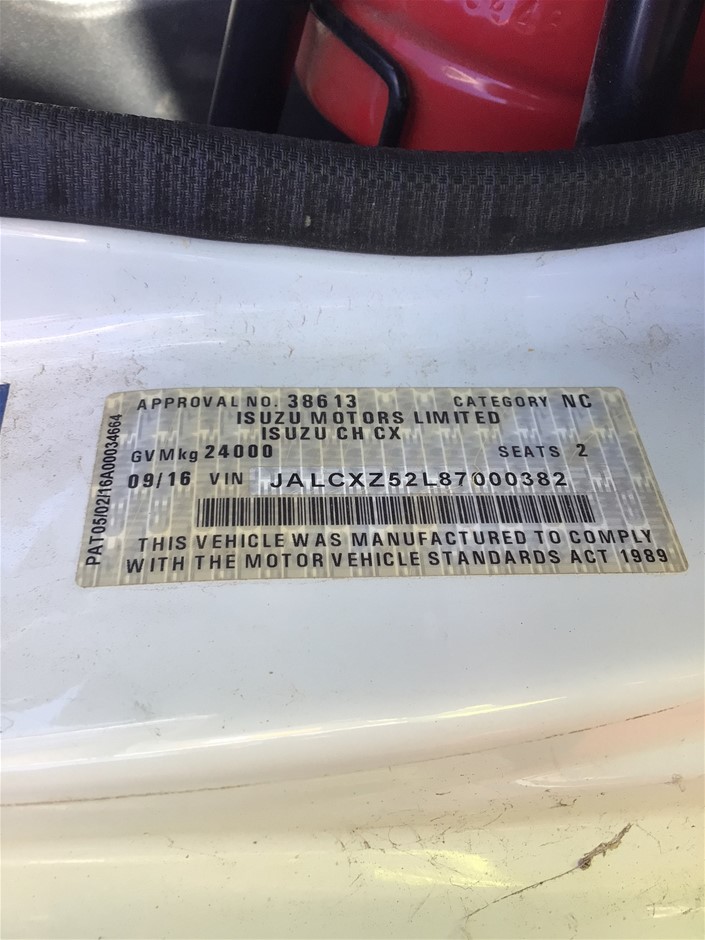 APPROVAL NO. 38613 CATEGORY NC
ISUZU MOTORS LIMITED
ISUZU CH CX
GVMkg 24000 SEATS 2
09/16 VIN JALCXZ52L87000382
THIS VEHICLE WAS MANUFACTURED TO COMPLY
WITH THE MOTOR VEHICLE STANDARDS ACT 1989
PAT05/02/16A00034664